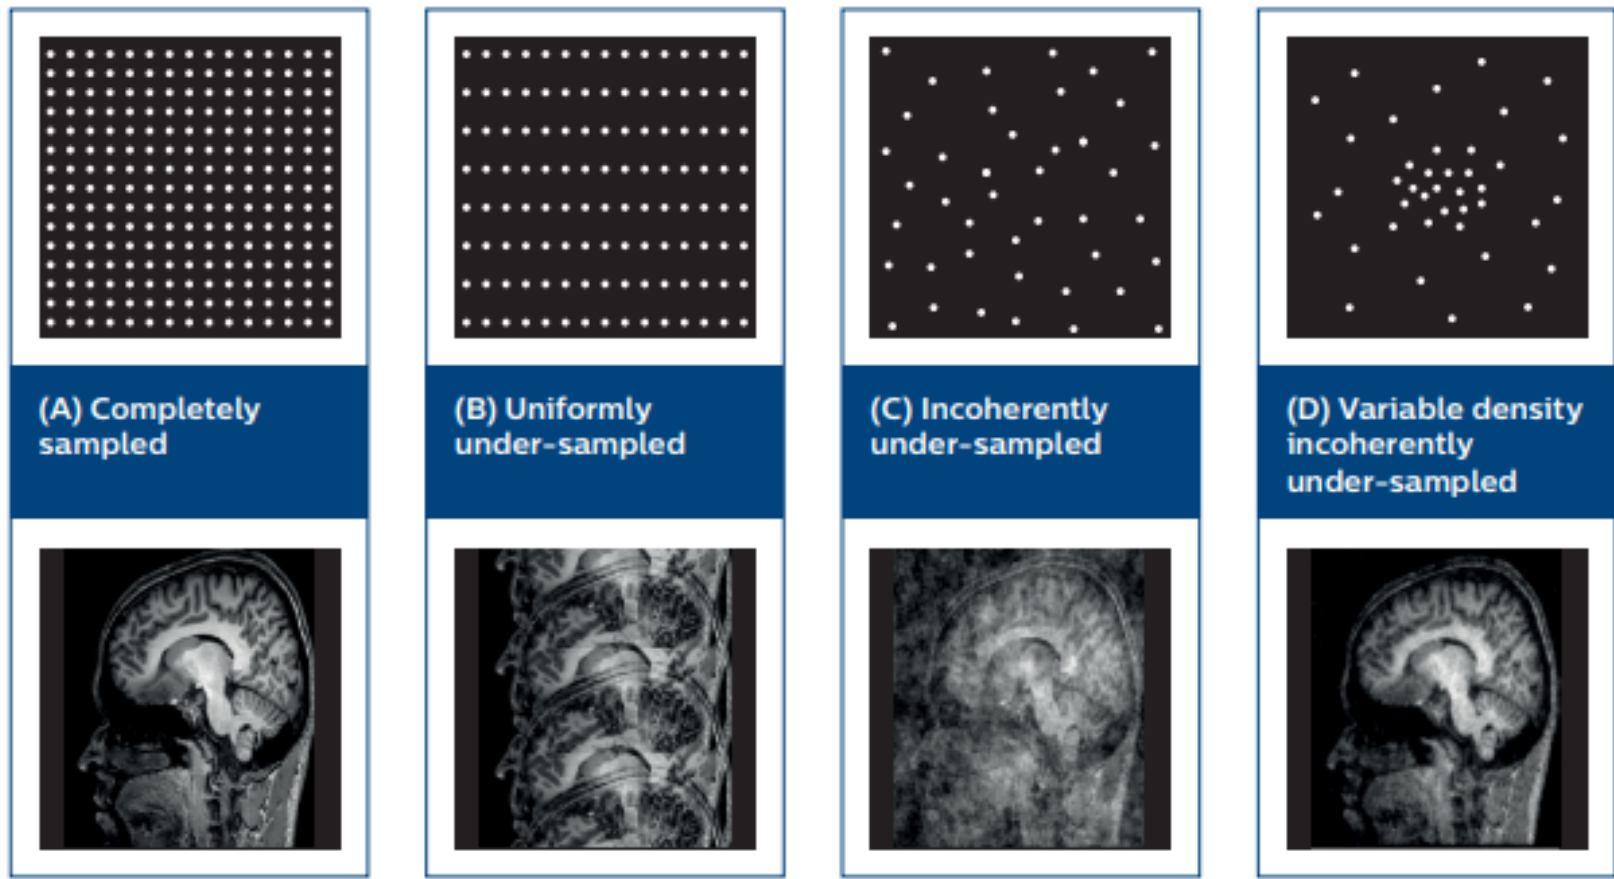 (A) Completely
sampled
(B) Uniformly
under-sampled
(C) Incoherently
under-sampled
(D) Variable density
incoherently
under-sampled